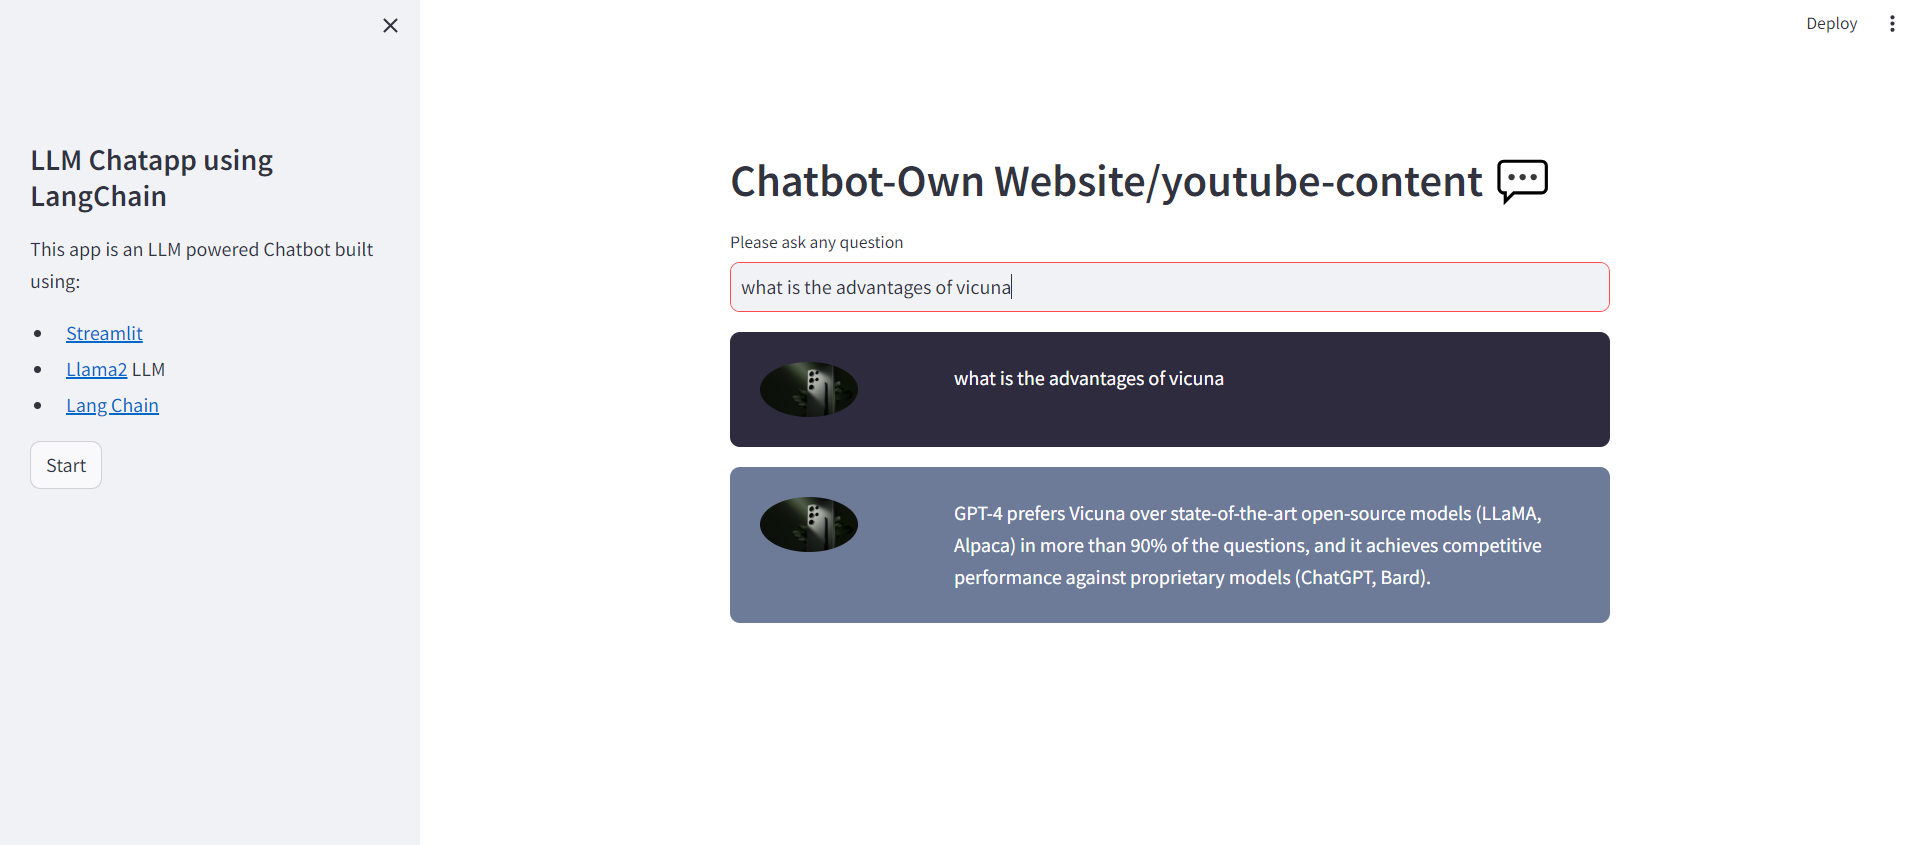 Deploy
LLM Chatapp using
LangChain
This app is an LLM powered Chatbot built
using:
Streamlit
Llama2 LLM
Lang Chain
Start
Chatbot-Own Website/youtube-content
Please ask any question
what is the advantages of vicuna
what is the advantages of vicuna
GPT-4 prefers Vicuna over state-of-the-art open-source models (LLaMA,
Alpaca) in more than 90% of the questions, and it achieves competitive
performance against proprietary models (ChatGPT, Bard).